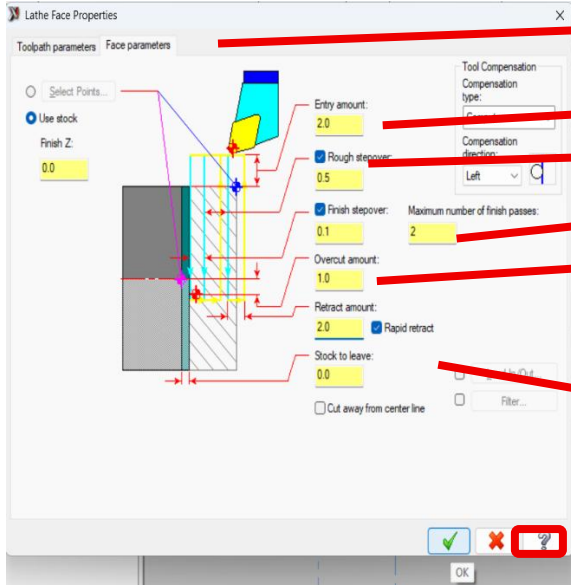 Lathe Face Properties
Toolpath parameters Face parameters
Select Points...
Use stock
Finish Z:
0.0
Entry amount:
2.0
Rough stepover:
0.5
Finish stepover:
0.1
Maximum number of finish passes:
2
Overcut amount:
1.0
Retract amount:
2.0
Rapid retract
Stock to leave:
0.0
Cut away from center line
Tool Compensation
Compensation
type:
Compensation
direction:
Left
Filter...
OK